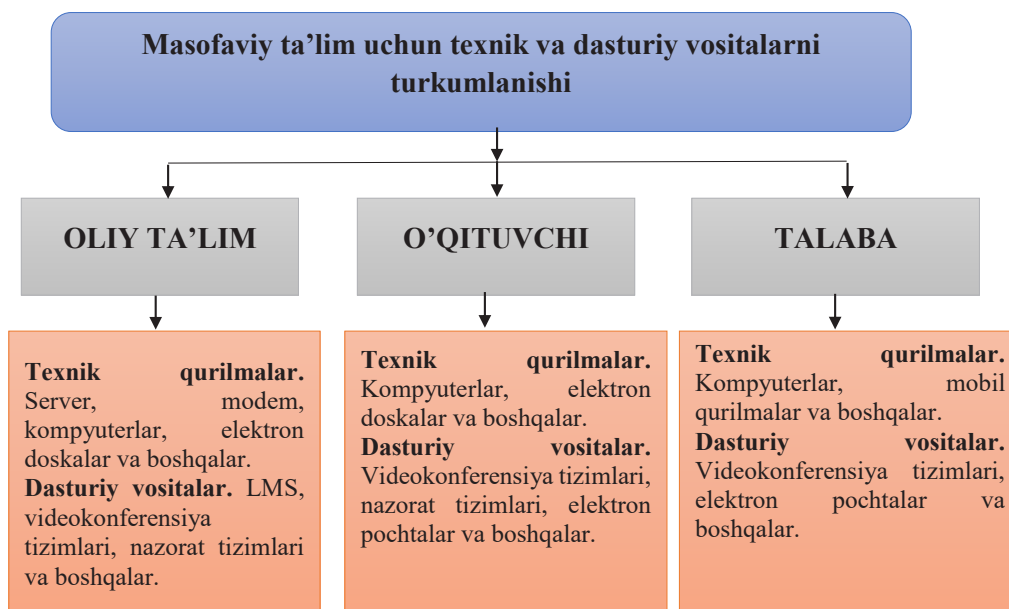 Masofaviy ta’lim uchun texnik va dasturiy vositalarni
turkumlanishi
OLIY TA’LIM
O’QITUVCHI
TALABA
Texnik qurilmalar.
Server, modem,
kompyuterlar, elektron
doskalar va boshqalar.
Dasturiy vositalar. LMS,
videokonferensiya
tizimlari, nazorat tizimlari
va boshqalar.
Texnik qurilmalar.
Kompyuterlar, elektron
doskalar va boshqalar.
Dasturiy vositalar.
Videokonferensiya tizimlari,
nazorat tizimlari, elektron
pochtalar va boshqalar.
Texnik qurilmalar.
Kompyuterlar, mobil
qurilmalar va boshqalar.
Dasturiy vositalar.
Videokonferensiya tizimlari,
elektron pochtalar va
boshqalar.